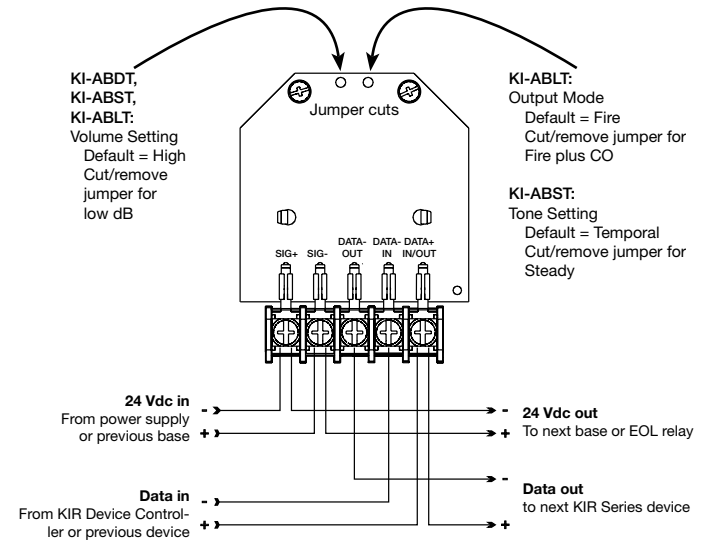 KI-ABDT,
KI-ABST,
KI-ABLT:
Volume Setting
Default = High
Cut/remove
jumper for
low dB
Jumper cuts
KI-ABLT:
Output Mode
Default = Fire
Cut/remove jumper for
Fire plus CO
KI-ABST:
Tone Setting
Default = Temporal
Cut/remove jumper for
Steady
SIG+
SIG-
DATA-
OUT
DATA-
IN
DATA+
IN/OUT
24 Vdc in
From power supply
or previous base
-
+
24 Vdc out
To next base or EOL relay
-
+
Data in
From KIR Device Control-
ler or previous device
-
+
Data out
to next KIR Series device
-
+